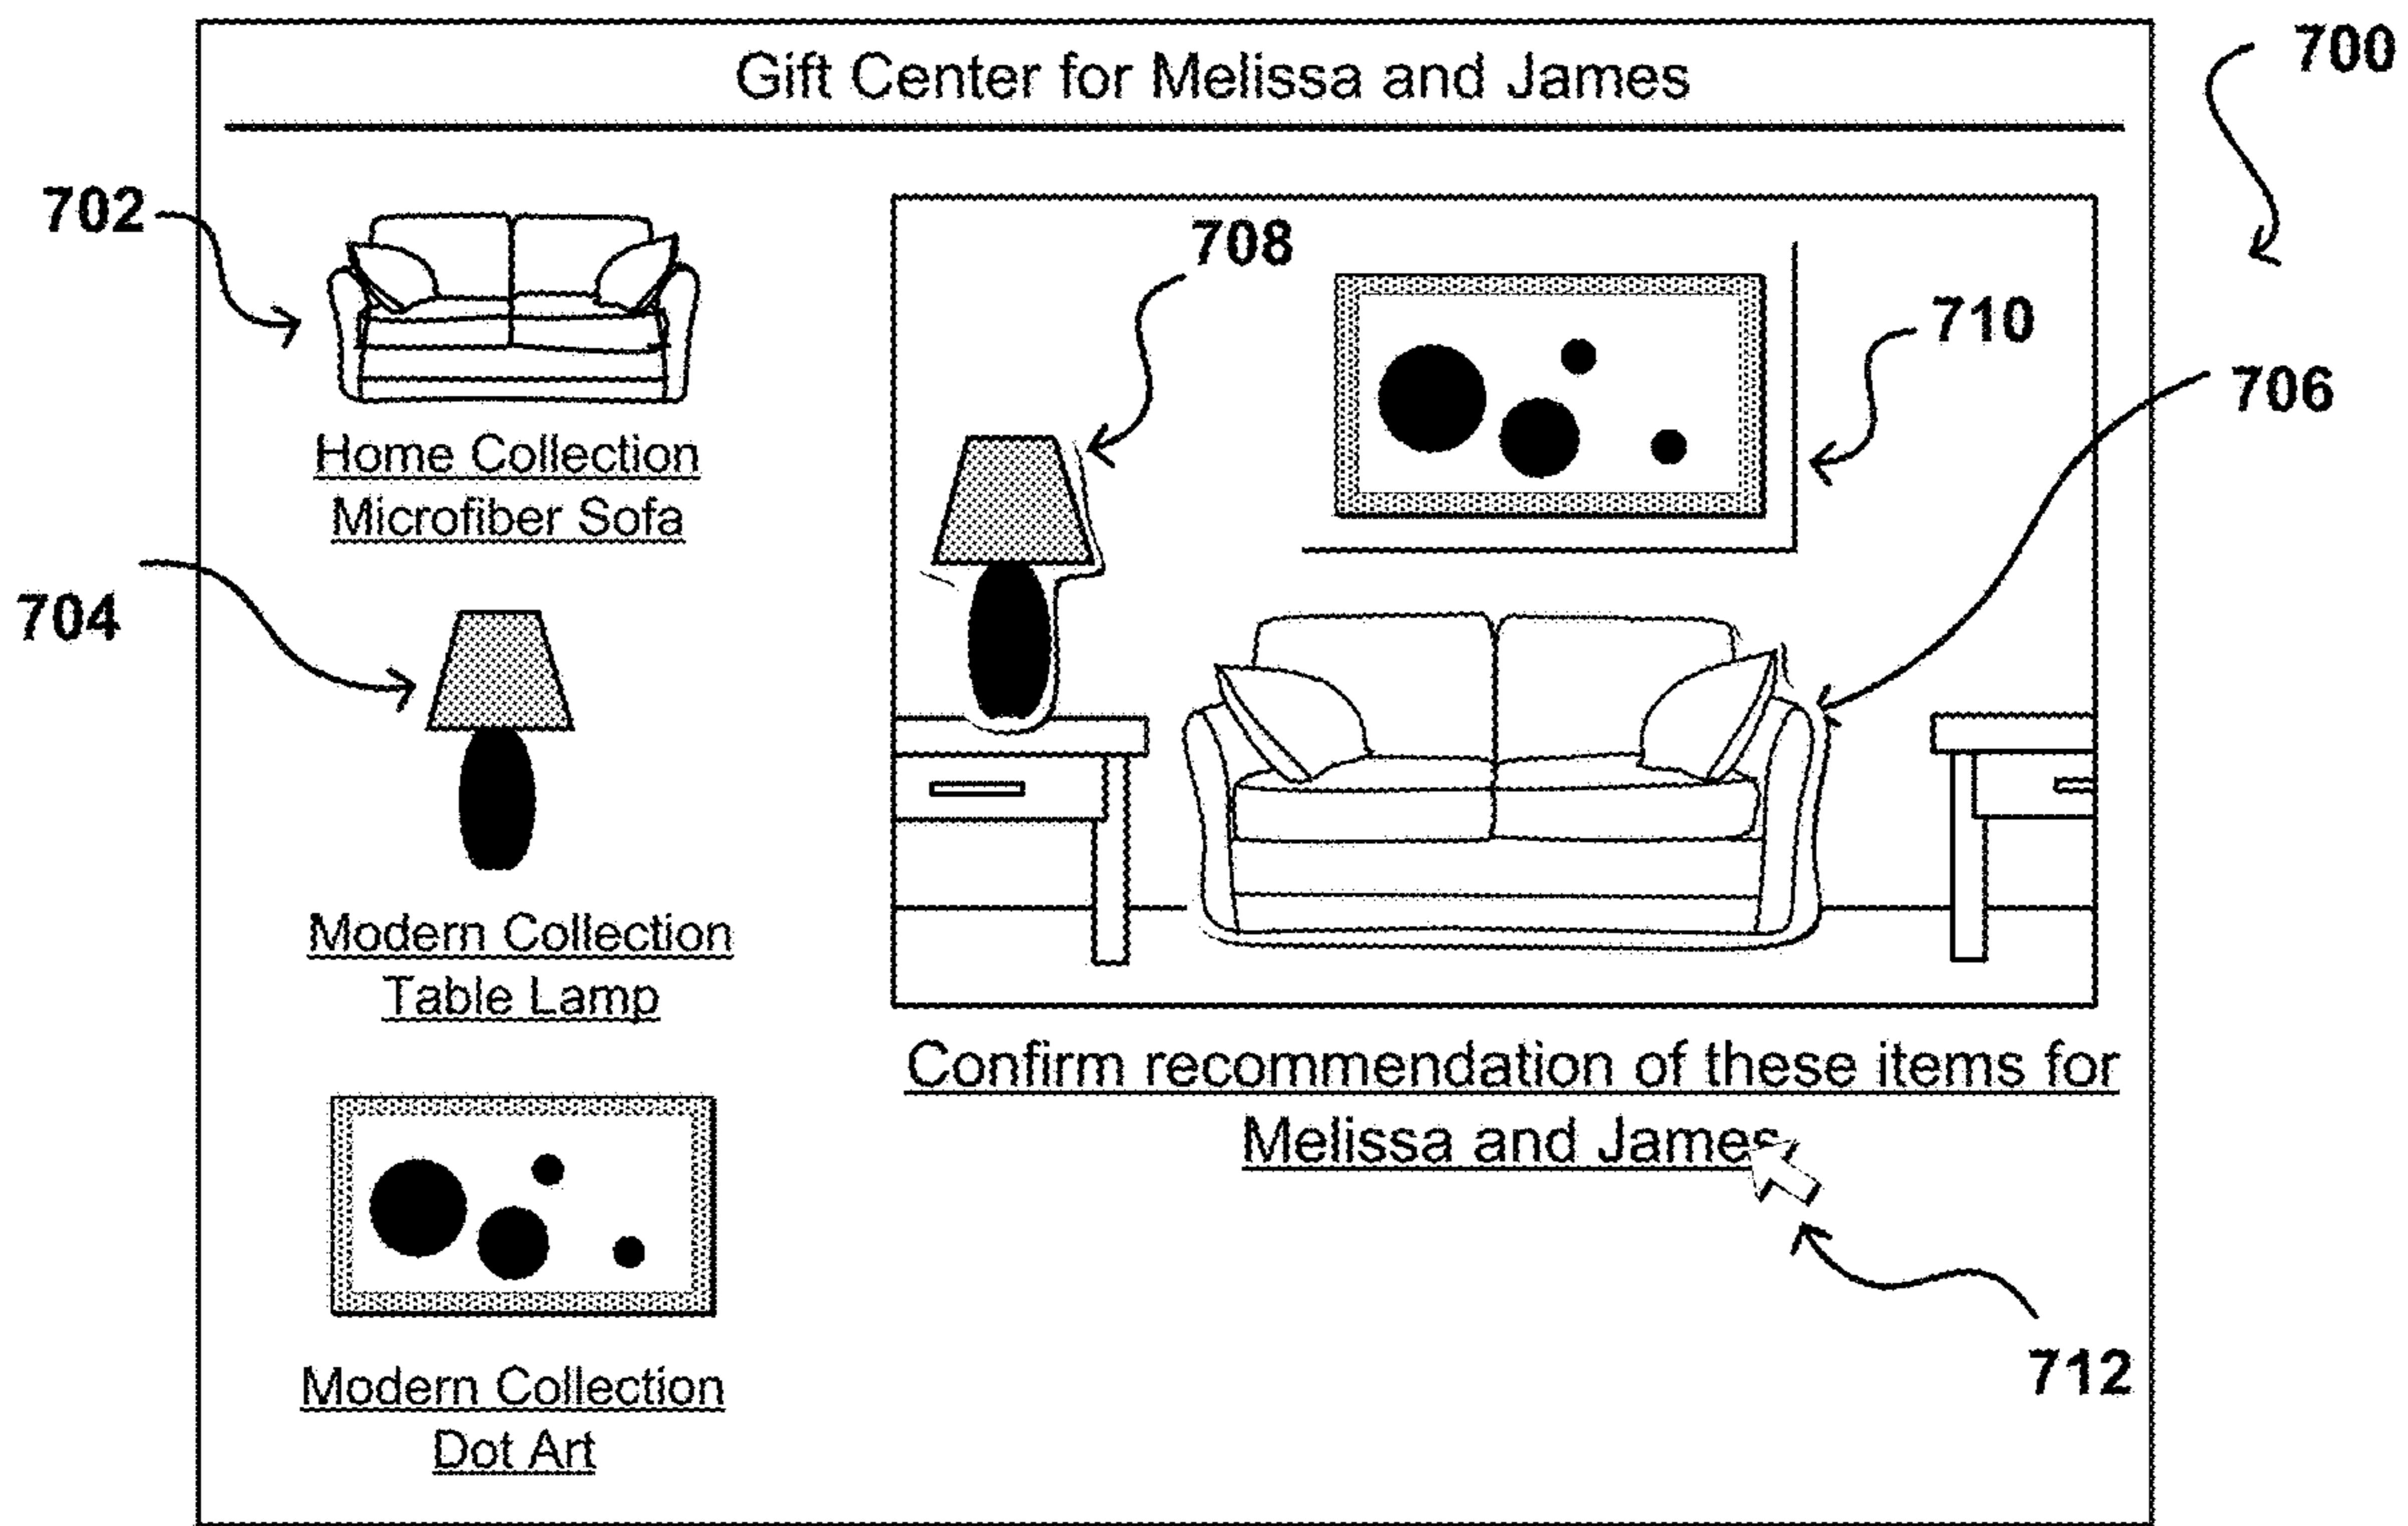 Gift Center for Melissa and James
700
702
708
710
706
Home Collection
Microfiber Sofa
704
Modern Collection
Table Lamp
Confirm recommendation of these items for
Melissa and James
712
Modern Collection
Dot Art